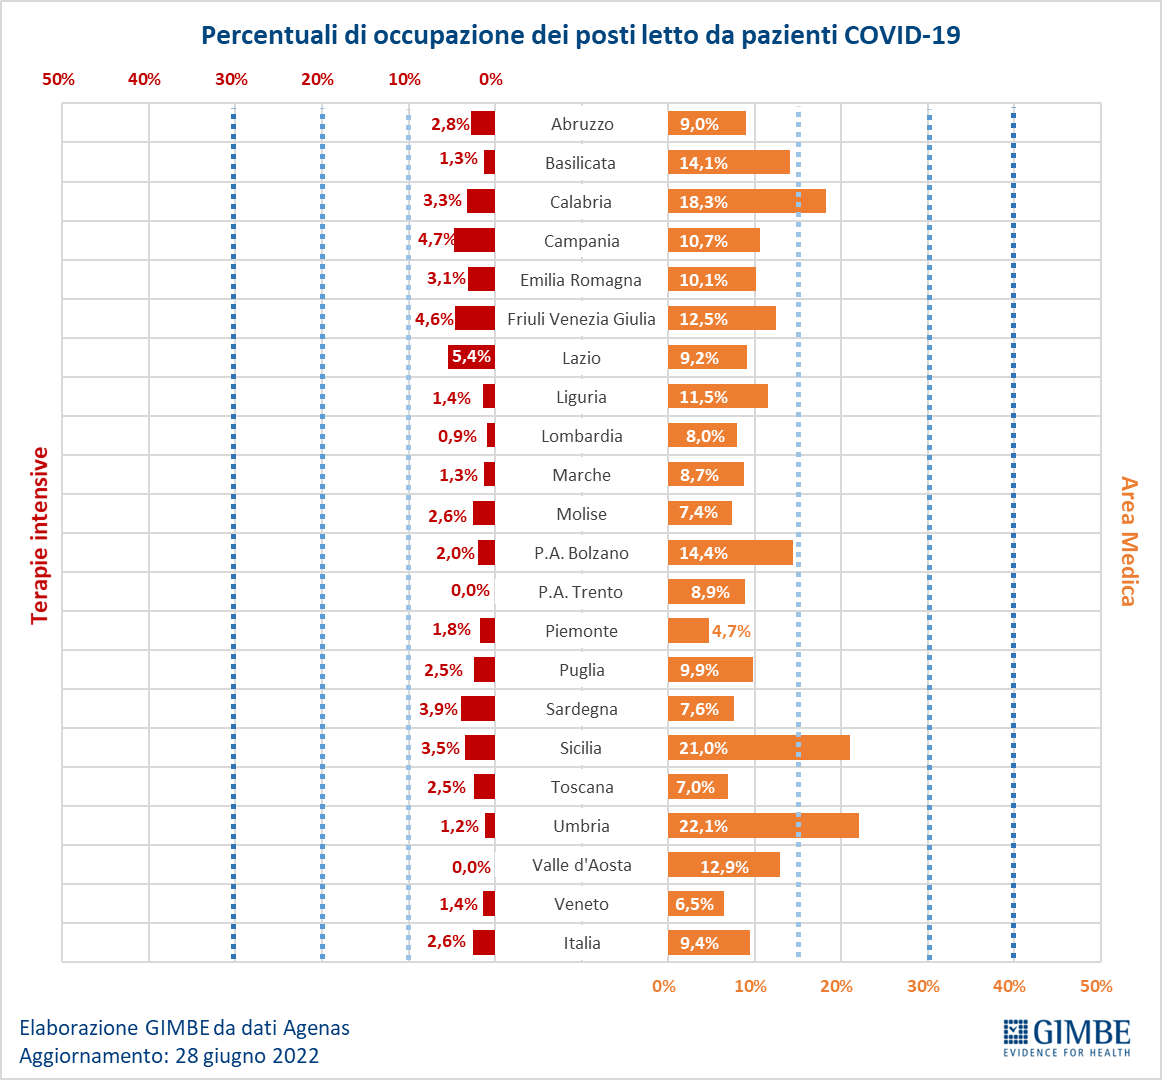 Percentuali di occupazione dei posti letto da pazienti COVID-19
50% 40% 30% 20% 10% 0%
2,8% Abruzzo 9,0%
1,3% Basilicata 14,1%
3,3% Calabria 18,3%
4,7% Campania 10,7%
3,1% Emilia Romagna 10,1%
4,6% Friuli Venezia Giulia 12,5%
5,4% Lazio 9,2%
1,4% Liguria 11,5%
0,9% Lombardia 8,0%
1,3% Marche 8,7%
2,6% Molise 7,4%
2,0% P.A. Bolzano 14,4%
0,0% P.A. Trento 8,9%
1,8% Piemonte 4,7%
2,5% Puglia 9,9%
3,9% Sardegna 7,6%
3,5% Sicilia 21,0%
2,5% Toscana 7,0%
1,2% Umbria 22,1%
0,0% Valle d'Aosta 12,9%
1,4% Veneto 6,5%
2,6% Italia 9,4%
Terapie intensive
Area Medica
0% 10% 20% 30% 40% 50%
Elaborazione GIMBE da dati Agenas
Aggiornamento: 28 giugno 2022
GIMBE
EVIDENCE FOR HEALTH